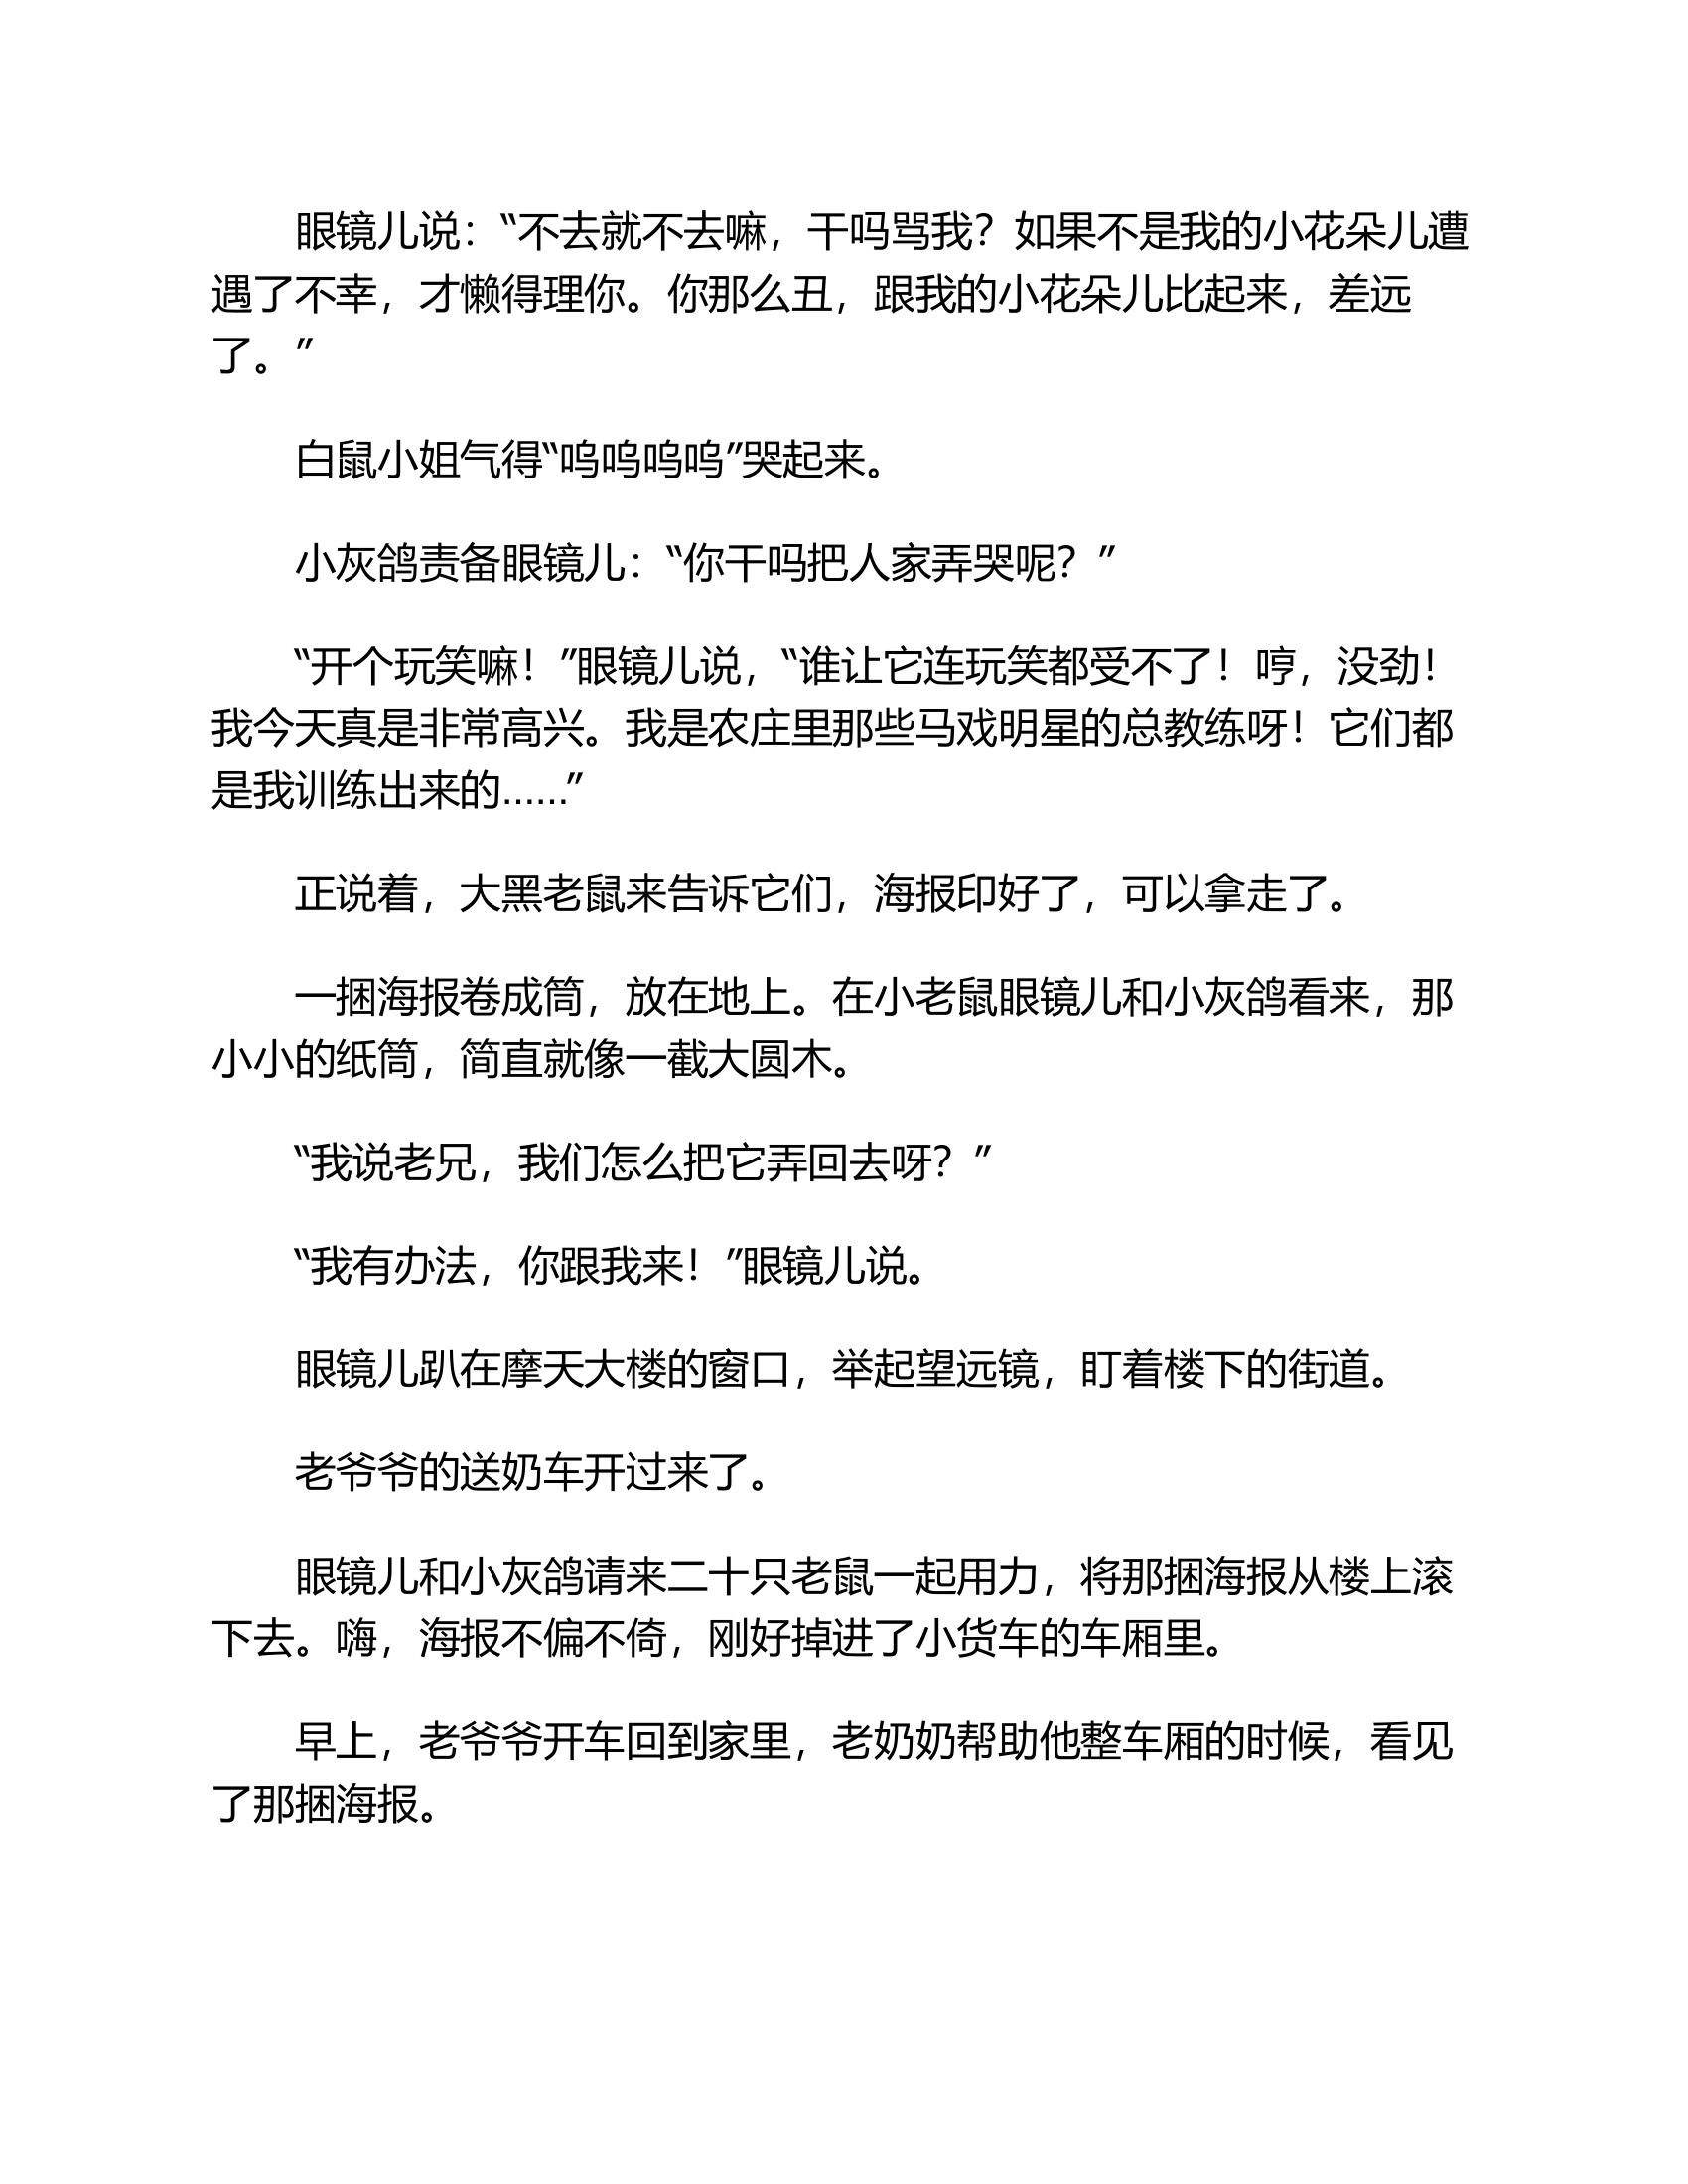 眼镜儿说：“不去就不去嘛，干吗骂我？如果不是我的小花朵儿遭
遇了不幸，才懒得理你。你那么丑，跟我的小花朵儿比起来，差远
了。”
白鼠小姐气得“呜呜呜呜”哭起来。
小灰鸽责备眼镜儿：“你干吗把人家弄哭呢？”
“开个玩笑嘛！”眼镜儿说，“谁让它连玩笑都受不了！哼，没劲！
我今天真是非常高兴。我是农庄里那些马戏明星的总教练呀！它们都
是我训练出来的……”
正说着，大黑老鼠来告诉它们，海报印好了，可以拿走了。
一捆海报卷成筒，放在地上。在小老鼠眼镜儿和小灰鸽看来，那
小小的纸筒，简直就像一截大圆木。
“我说老兄，我们怎么把它弄回去呀？”
“我有办法，你跟我来！”眼镜儿说。
眼镜儿趴在摩天大楼的窗口，举起望远镜，盯着楼下的街道。
老爷爷的送奶车开过来了。
眼镜儿和小灰鸽请来二十只老鼠一起用力，将那捆海报从楼上滚
下去。嗨，海报不偏不倚，刚好掉进了小货车的车厢里。
早上，老爷爷开车回到家里，老奶奶帮助他整车厢的时候，看见
了那捆海报。